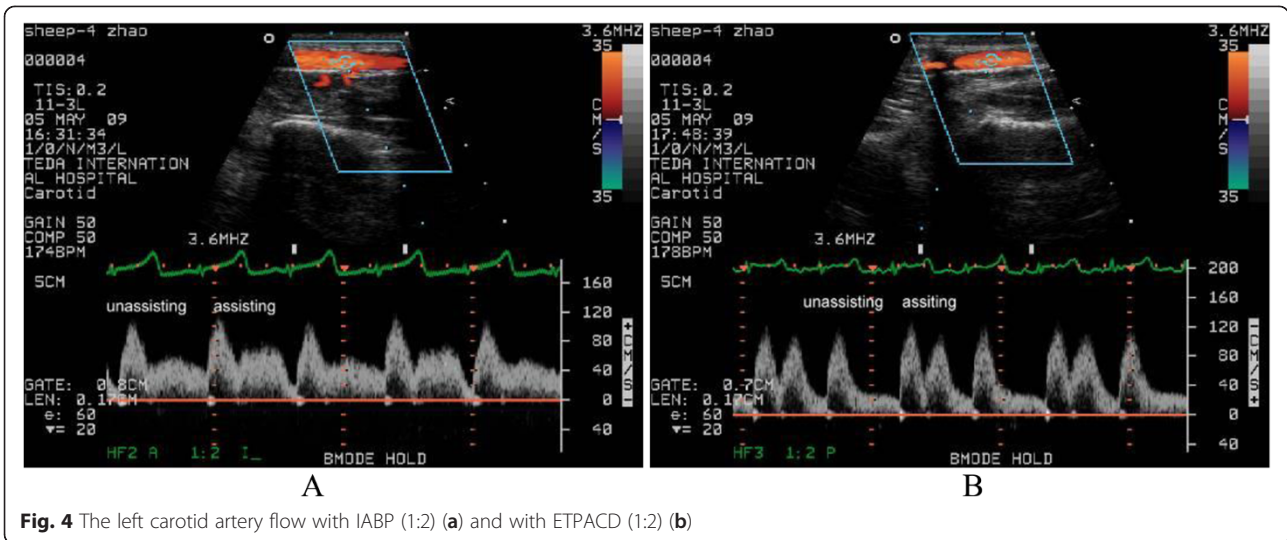 sheep-4 zhao
3.6MHZ
000004
35
TIS:0.2
11-3L
05 MAY 09
16:31:34
1/0/N/M3/L
TEDA INTERNATION
AL HOSPITAL
Carotid
C
M
/
S
35
GAIN 50
COMP 50
174BPM
3.6MHZ
5CM
160
unassisting
assisting
120
80
40
0
40
+
CM/S
-
GATE: 0.8CM
LEN: 0.17CM
θ: 60
▼= 20
HF2 A 1:2 I_
BMODE HOLD
A
sheep-4 zhao
3.6MHZ
000004
35
TIS:0.2
11-3L
05 MAY 09
17:48:39
1/0/N/M3/L
TEDA INTERNATION
AL HOSPITAL
Carotid
C
M
/
S
35
GAIN 50
COMP 50
178BPM
3.6MHZ
5CM
200
unassisting
assiting
160
120
80
40
0
40
-
CM/S
+
GATE: 0.7CM
LEN: 0.17CM
θ: 60
▼= 20
HF3 1:2 P
BMODE HOLD
B
Fig. 4 The left carotid artery flow with IABP (1:2) (a) and with ETPACD (1:2) (b)